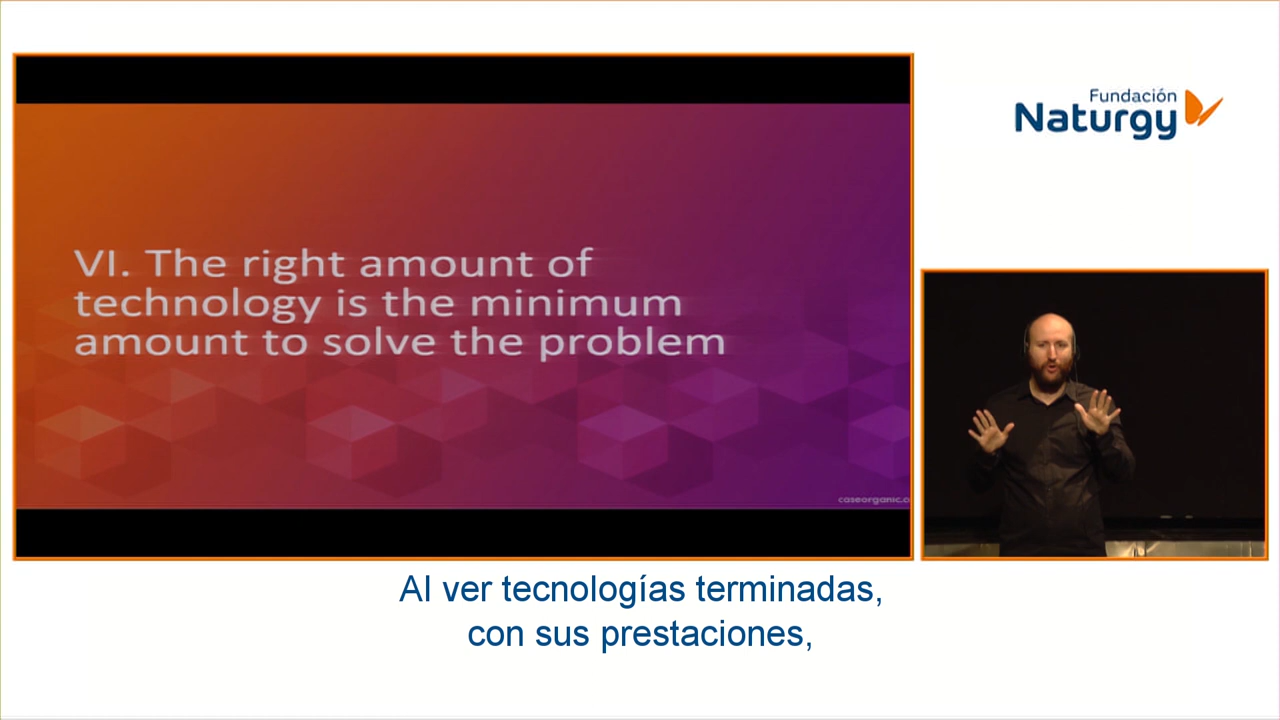 Fundación
Naturgy
VI. The right amount of
technology is the minimum
amount to solve the problem
caseorganic.c
Al ver tecnologías terminadas,
con sus prestaciones,